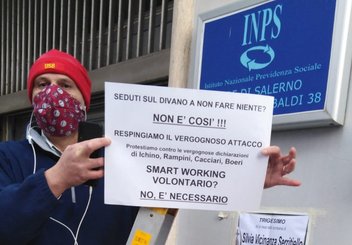 INPS
Istituto Nazionale Previdenza Sociale
DI SALERNO
BALDI 38
SEDUTI SUL DIVANO A NON FARE NIENTE?
NON E' COSI' !!!
RESPINGIAMO IL VERGOGNOSO ATTACCO
Protestiamo contro le vergognose dichiarazioni
di Ichino, Rampini, Cacciari, Boeri
SMART WORKING
VOLONTARIO?
NO, E' NECESSARIO
TRIGESIMO
Silvia Vicinanza